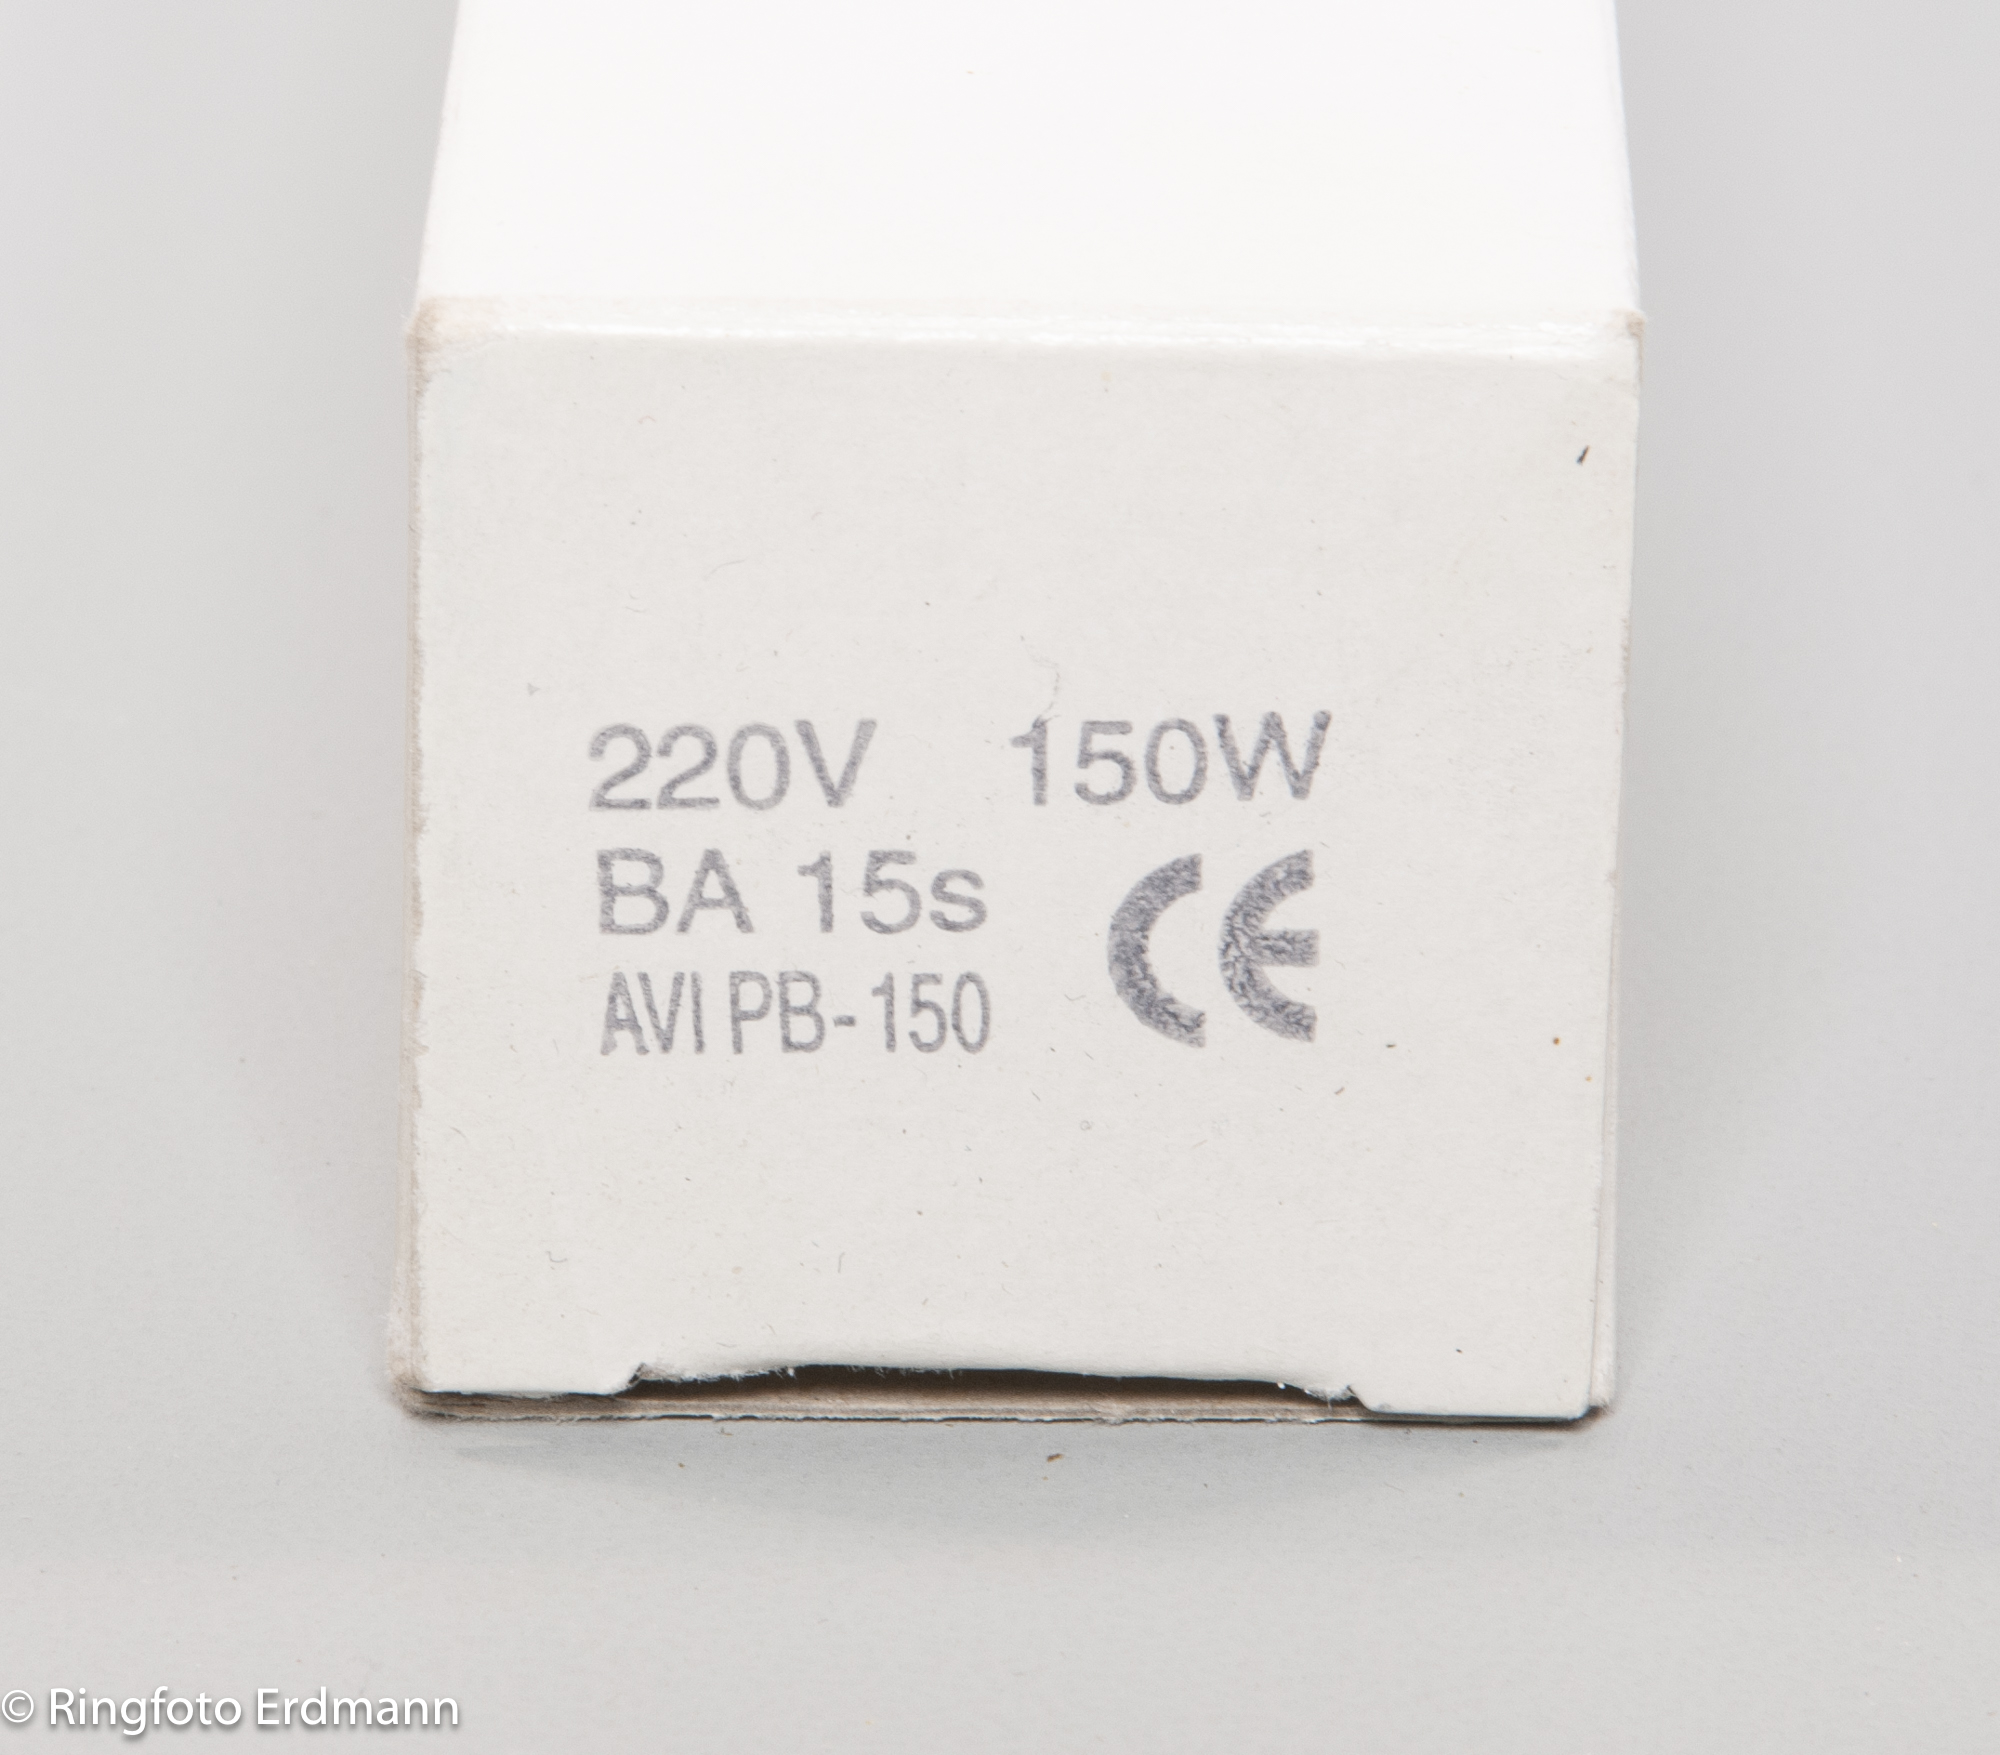 220V 150W
BA 15s CE
AVI PB-150
© Ringfoto Erdmann